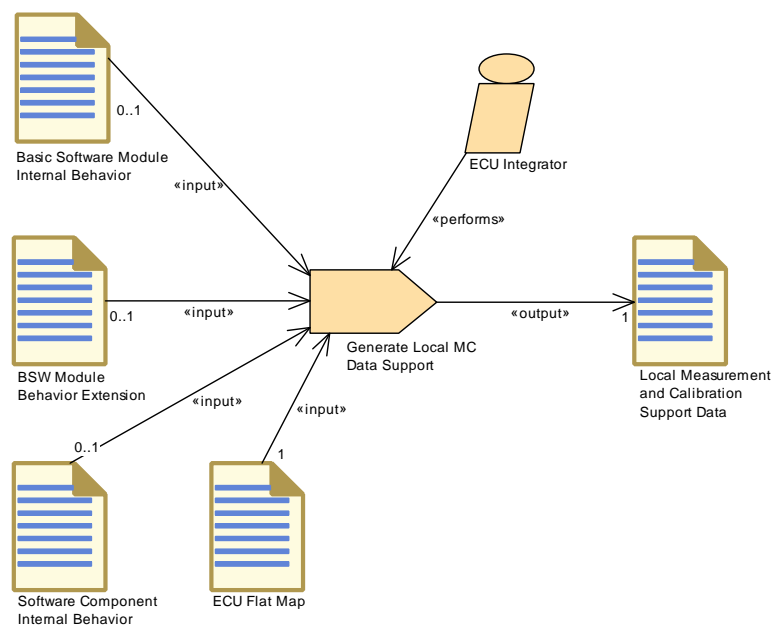 0..1
Basic Software Module
Internal Behavior
«input»
ECU Integrator
«performs»
0..1
«input»
BSW Module
Behavior Extension
Generate Local MC
Data Support
«output»
1
Local Measurement
and Calibration
Support Data
«input»
«input»
0..1
1
Software Component
Internal Behavior
ECU Flat Map